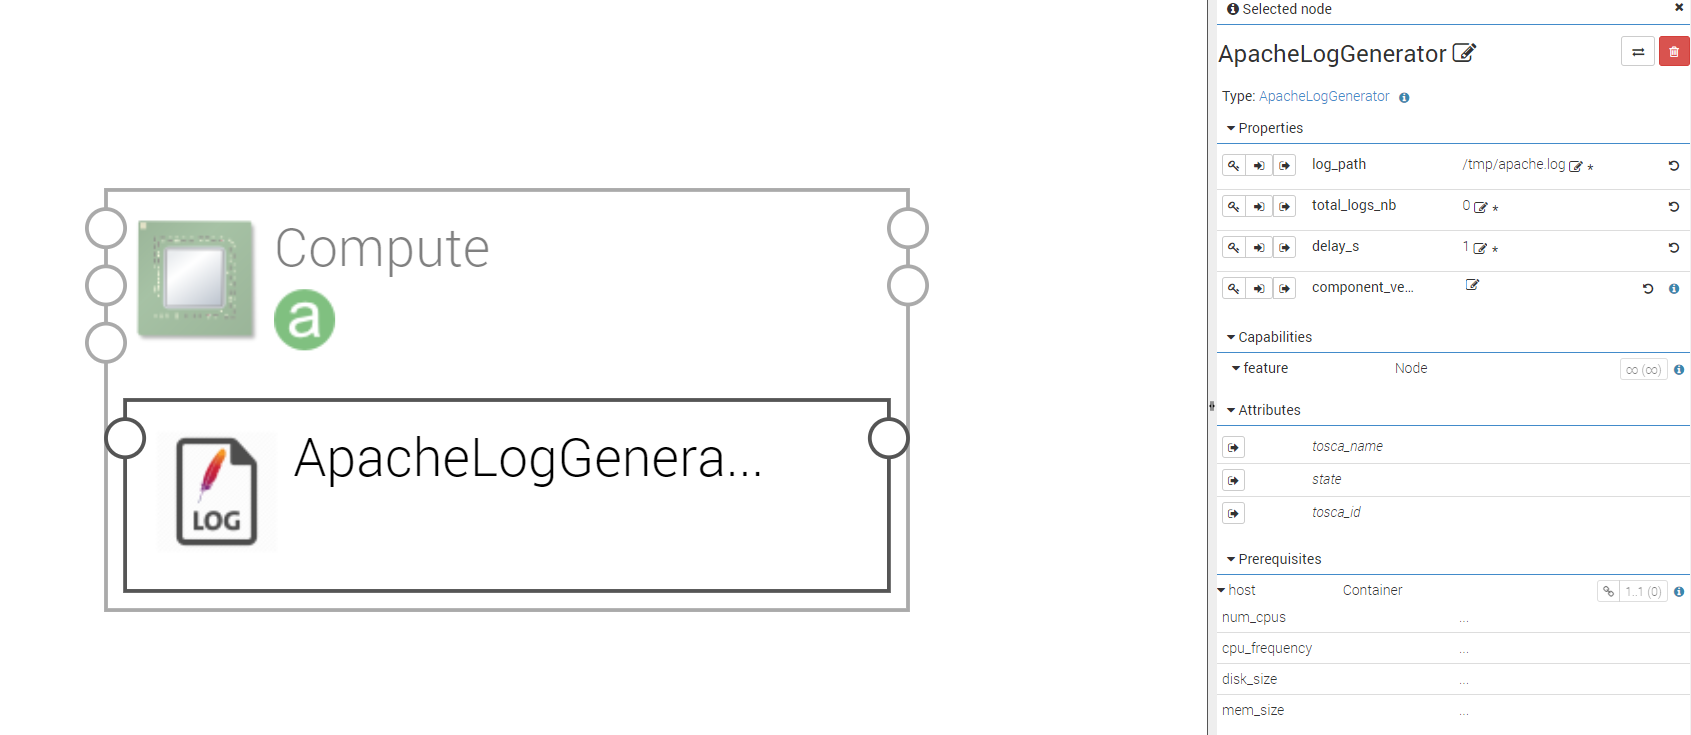 Compute
a
LOG
ApacheLogGenera...
Selected node
ApacheLogGenerator
Type: ApacheLogGenerator
Properties
log_path /tmp/apache.log *
total_logs_nb 0 *
delay_s 1 *
component_ve...
Capabilities
feature Node ∞ (∞)
Attributes
tosca_name
state
tosca_id
Prerequisites
host Container 1..1 (0)
num_cpus ...
cpu_frequency ...
disk_size ...
mem_size ...